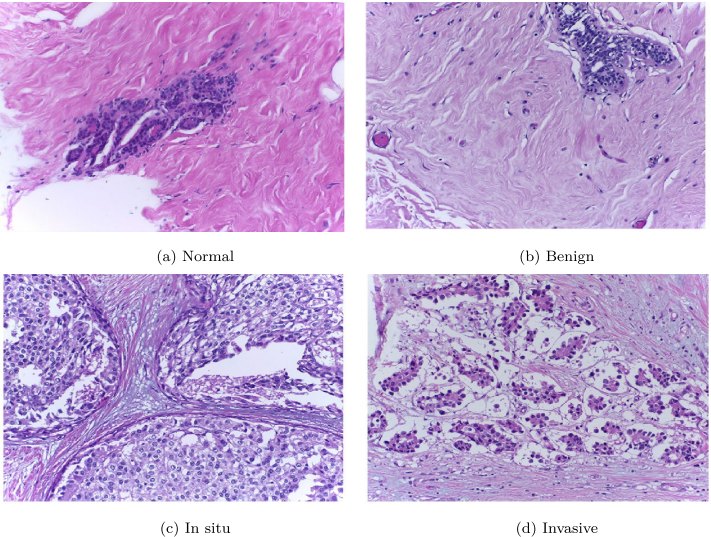 (a) Normal
(b) Benign
(c) In situ
(d) Invasive